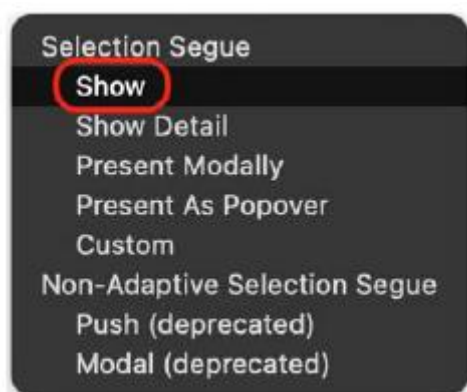 Selection Segue
Show
Show Detail
Present Modally
Present As Popover
Custom
Non-Adaptive Selection Segue
Push (deprecated)
Modal (deprecated)